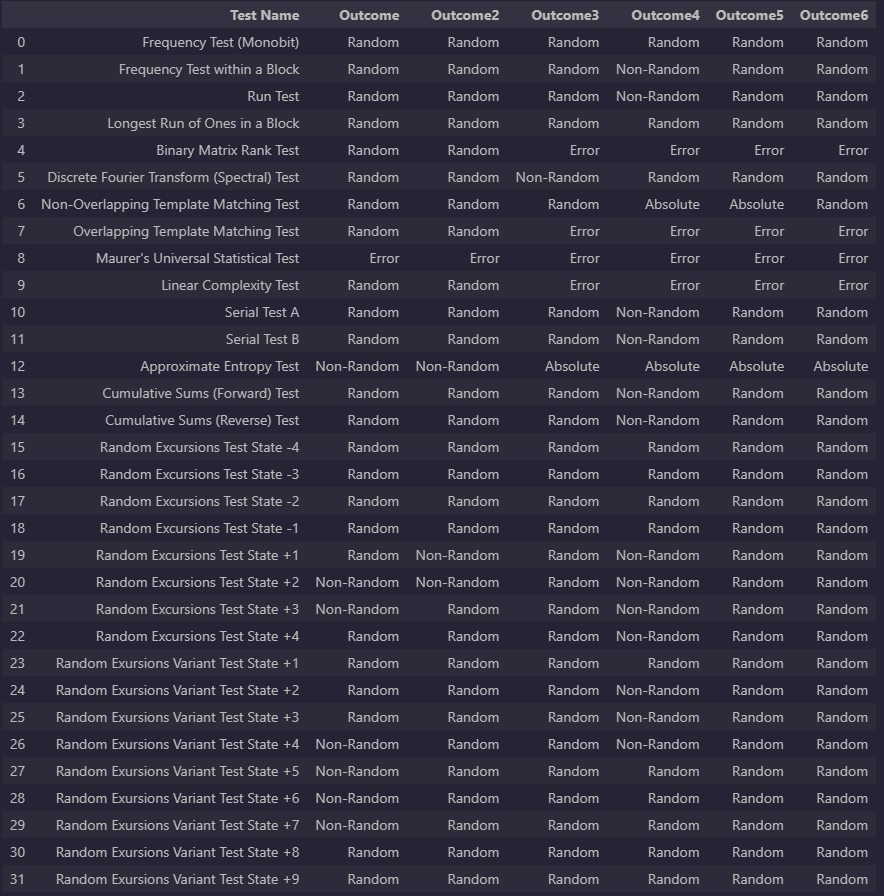 Test Name Outcome Outcome2 Outcome3 Outcome4 Outcome5 Outcome6
0 Frequency Test (Monobit) Random Random Random Random Random Random
1 Frequency Test within a Block Random Random Random Non-Random Random Random
2 Run Test Random Random Random Non-Random Random Random
3 Longest Run of Ones in a Block Random Random Random Random Random Random
4 Binary Matrix Rank Test Random Random Error Error Error Error
5 Discrete Fourier Transform (Spectral) Test Random Random Non-Random Random Random Random
6 Non-Overlapping Template Matching Test Random Random Random Absolute Absolute Random
7 Overlapping Template Matching Test Random Random Error Error Error Error
8 Maurer's Universal Statistical Test Error Error Error Error Error Error
9 Linear Complexity Test Random Random Error Error Error Error
10 Serial Test A Random Random Random Non-Random Random Random
11 Serial Test B Random Random Random Non-Random Random Random
12 Approximate Entropy Test Non-Random Non-Random Absolute Absolute Absolute Absolute
13 Cumulative Sums (Forward) Test Random Random Random Non-Random Random Random
14 Cumulative Sums (Reverse) Test Random Random Random Non-Random Random Random
15 Random Excursions Test State -4 Random Random Random Random Random Random
16 Random Excursions Test State -3 Random Random Random Random Random Random
17 Random Excursions Test State -2 Random Random Random Random Random Random
18 Random Excursions Test State -1 Random Random Random Random Random Random
19 Random Excursions Test State +1 Random Non-Random Random Non-Random Random Random
20 Random Excursions Test State +2 Non-Random Non-Random Random Non-Random Random Random
21 Random Excursions Test State +3 Non-Random Random Random Non-Random Random Random
22 Random Excursions Test State +4 Random Random Random Non-Random Random Random
23 Random Exursions Variant Test State +1 Random Random Random Random Random Random
24 Random Exursions Variant Test State +2 Random Random Random Non-Random Random Random
25 Random Exursions Variant Test State +3 Random Random Random Non-Random Random Random
26 Random Exursions Variant Test State +4 Non-Random Random Random Non-Random Random Random
27 Random Exursions Variant Test State +5 Non-Random Random Random Random Random Random
28 Random Exursions Variant Test State +6 Non-Random Random Random Random Random Random
29 Random Exursions Variant Test State +7 Non-Random Random Random Random Random Random
30 Random Exursions Variant Test State +8 Random Random Random Random Random Random
31 Random Exursions Variant Test State +9 Random Random Random Random Random Random